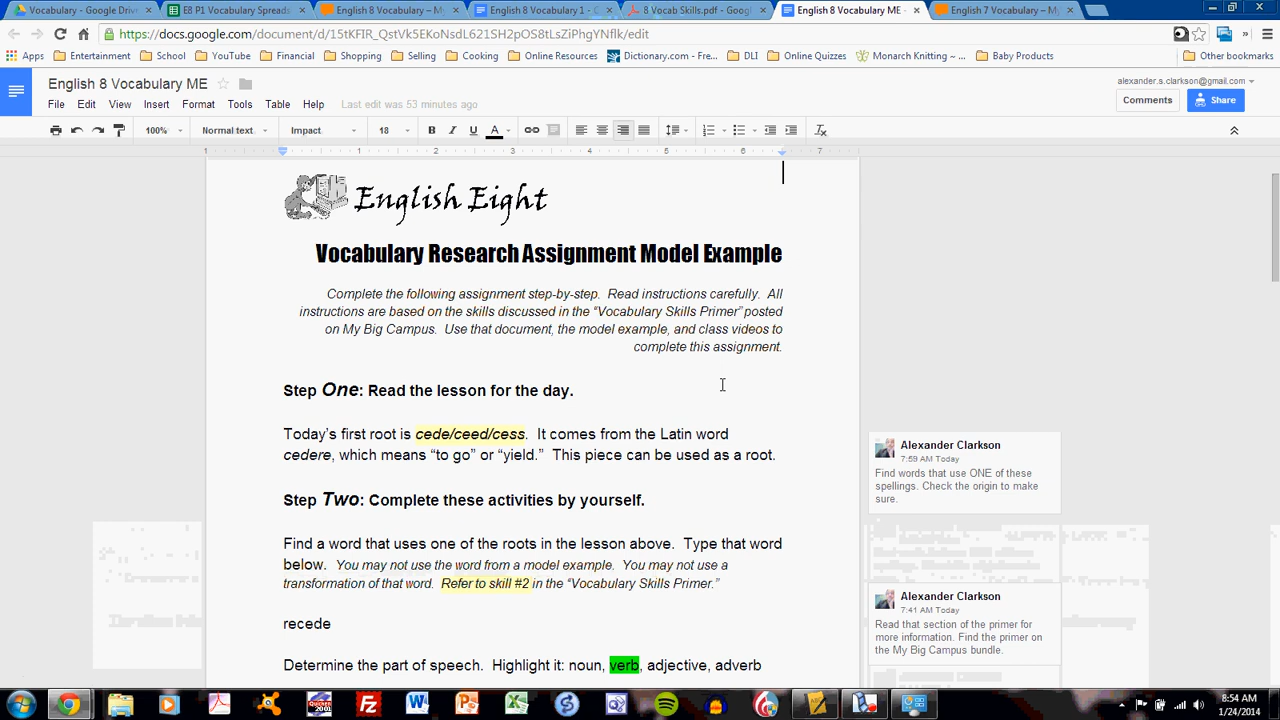 Vocabulary - Google Drive
E8 P1 Vocabulary Spreads
English 8 Vocabulary – My
English 8 Vocabulary 1 - G
8 Vocab Skills.pdf - Googl
English 8 Vocabulary ME -
English 7 Vocabulary – My
https://docs.google.com/document/d/15tKFIR_QstVk5EKoNsdL621SH2pDS8tLsZiPhgYNflk/edit
Apps
Entertainment
School
YouTube
Financial
Shopping
Selling
Cooking
Online Resources
Dictionary.com - Free
DLI
Online Quizzes
Monarch Knitting ~ ...
Baby Products
Other bookmarks
English 8 Vocabulary ME
alexander.s.clarkson@gmail.com
File Edit View Insert Format Tools Table Help Last edit was 53 minutes ago
Comments
Share
100% Normal text Impact 18 B I U A
1 1 2 3 4 5 6 7
English Eight
Vocabulary Research Assignment Model Example
Complete the following assignment step-by-step. Read instructions carefully. All
instructions are based on the skills discussed in the “Vocabulary Skills Primer” posted
on My Big Campus. Use that document, the model example, and class videos to
complete this assignment.
Step One: Read the lesson for the day.
Today’s first root is cede/ceed/cess. It comes from the Latin word
cedere, which means “to go” or “yield.” This piece can be used as a root.
Step Two: Complete these activities by yourself.
Find a word that uses one of the roots in the lesson above. Type that word
below. You may not use the word from a model example. You may not use a
transformation of that word. Refer to skill #2 in the “Vocabulary Skills Primer.”
recede
Determine the part of speech. Highlight it: noun, verb, adjective, adverb
Alexander Clarkson
7:59 AM Today
Find words that use ONE of these
spellings. Check the origin to make
sure.
Alexander Clarkson
7:41 AM Today
Read that section of the primer for
more information. Find the primer on
the My Big Campus bundle.
8:54 AM
1/24/2014